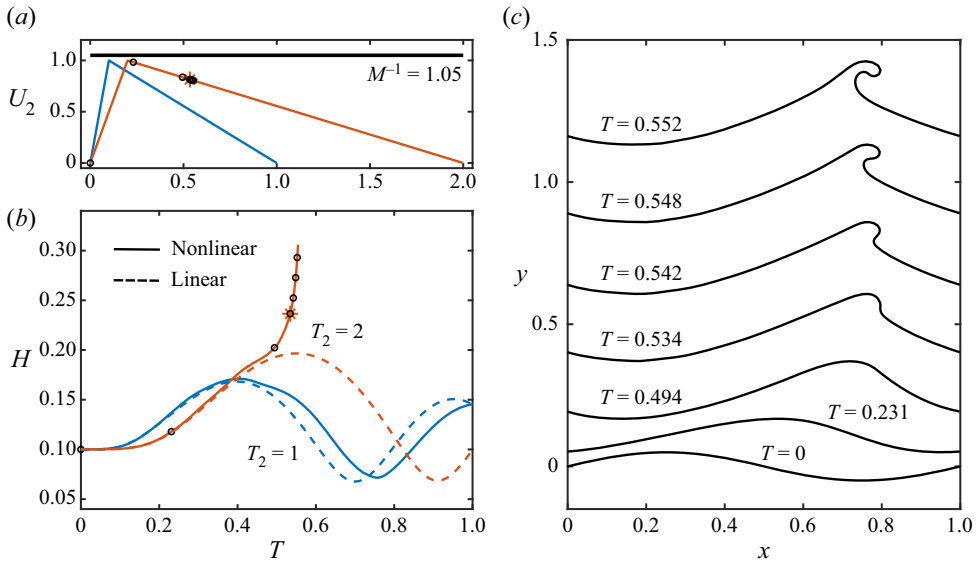 (a)
1.0
0.5
0
U₂
M⁻¹ = 1.05
0 0.5 1.0 1.5 2.0
(b)
0.30
0.25
0.20
0.15
0.10
0.05
H
Nonlinear
Linear
T₂ = 2
T₂ = 1
0 0.2 0.4 0.6 0.8 1.0
T
(c)
1.5
1.0
0.5
0
y
T = 0.552
T = 0.548
T = 0.542
T = 0.534
T = 0.494
T = 0.231
T = 0
0 0.2 0.4 0.6 0.8 1.0
x